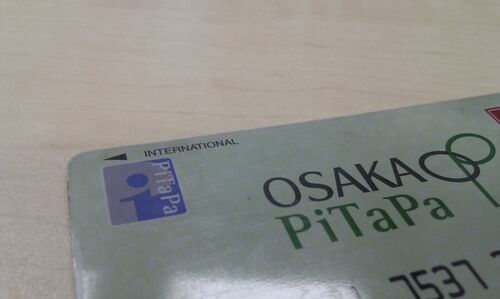 INTERNATIONAL
PiTaPa
OSAKA
PiTaPa
7537